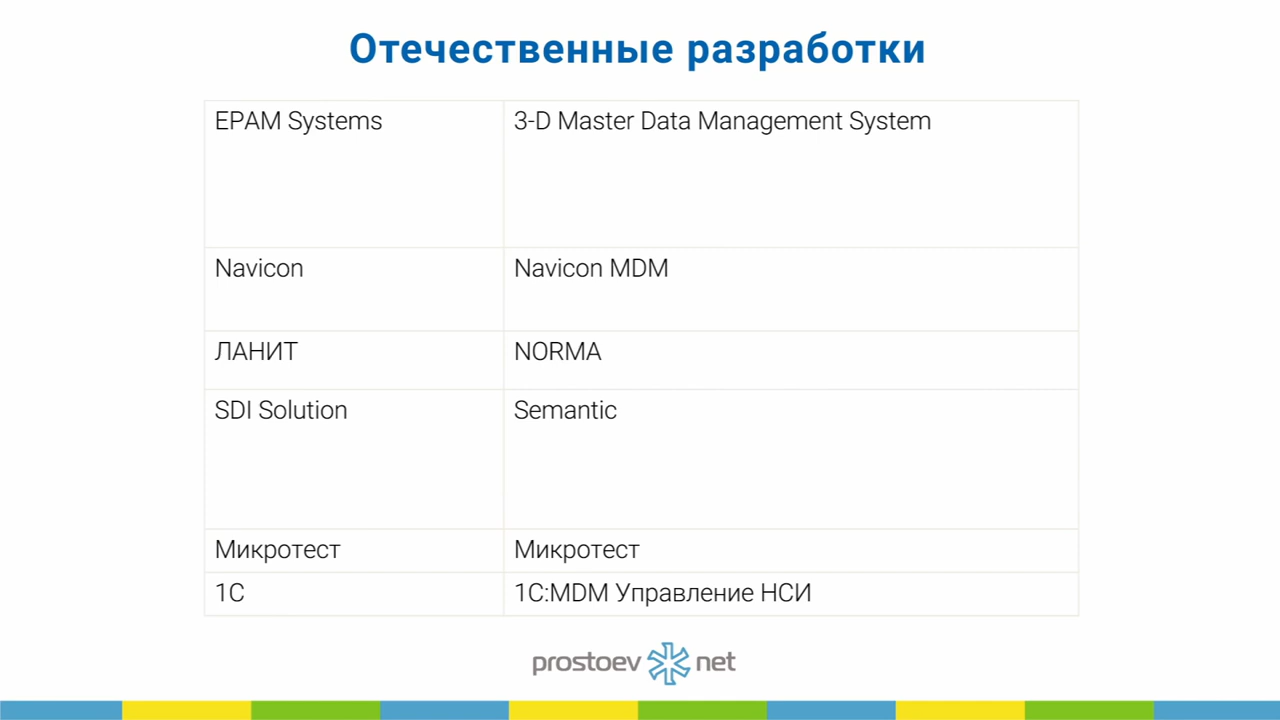 Отечественные разработки
EPAM Systems 3-D Master Data Management System
Navicon Navicon MDM
ЛАНИТ NORMA
SDI Solution Semantic
Микротест Микротест
1С 1С:MDM Управление НСИ
prostoev net